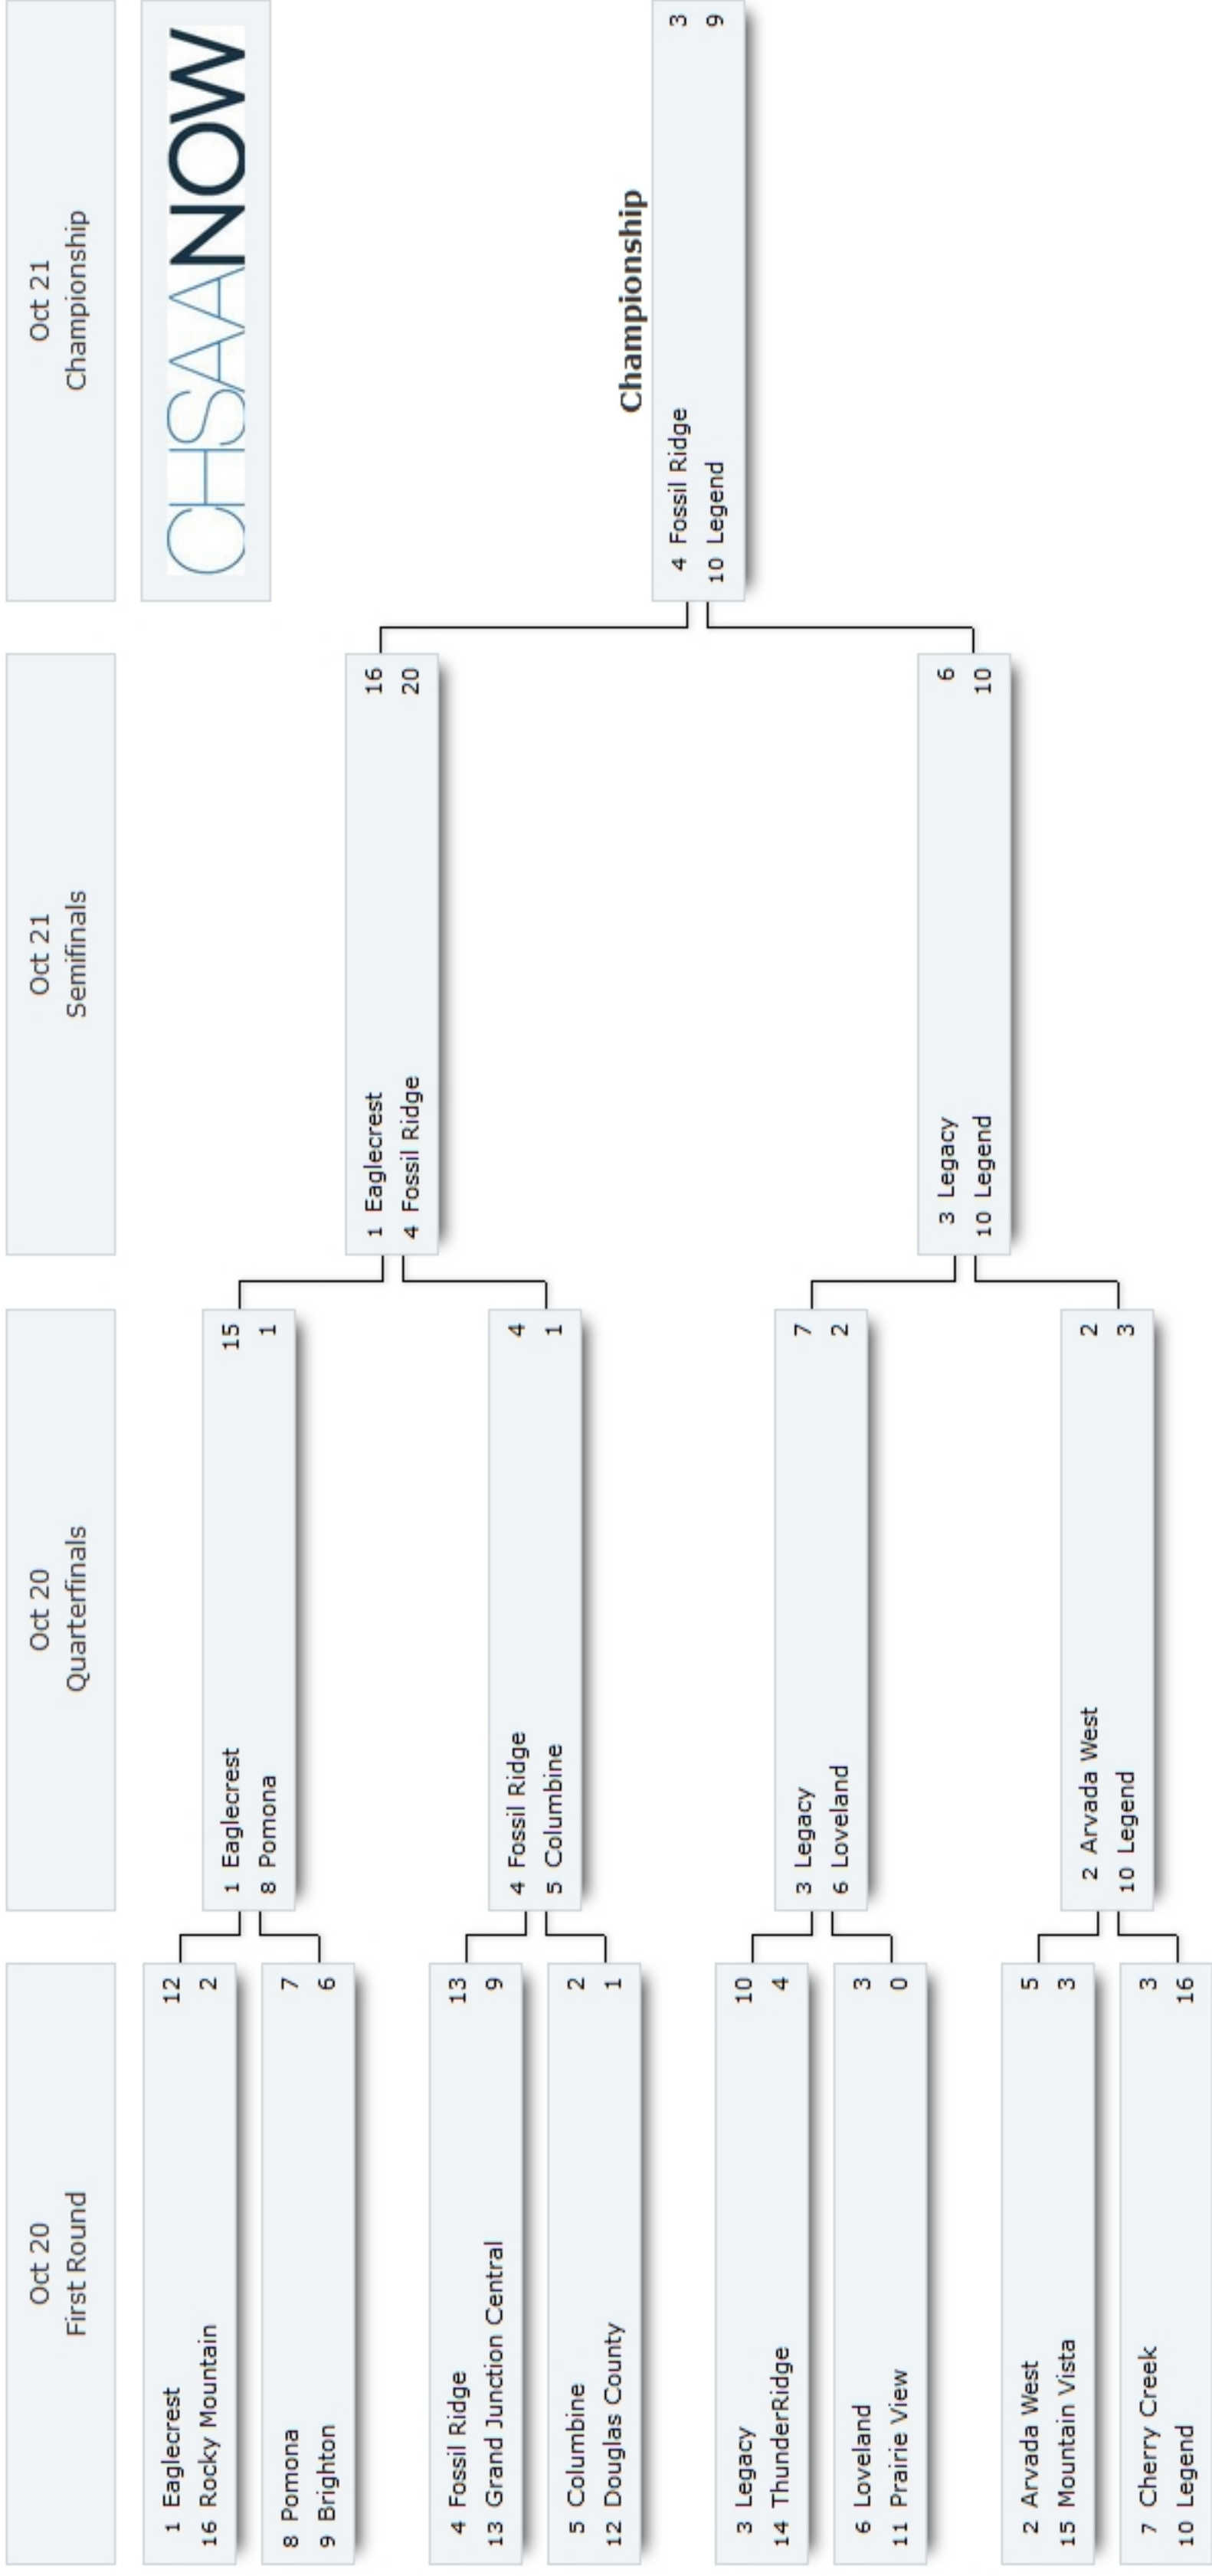 Oct 20
First Round
Oct 20
Quarterfinals
Oct 21
Semifinals
Oct 21
Championship
CHSAANOW
1 Eaglecrest 12
16 Rocky Mountain 2
8 Pomona 7
9 Brighton 6
4 Fossil Ridge 13
13 Grand Junction Central 9
5 Columbine 2
12 Douglas County 1
3 Legacy 10
14 ThunderRidge 4
6 Loveland 3
11 Prairie View 0
2 Arvada West 5
15 Mountain Vista 3
7 Cherry Creek 3
10 Legend 16
1 Eaglecrest 15
8 Pomona 1
4 Fossil Ridge 4
5 Columbine 1
3 Legacy 7
6 Loveland 2
2 Arvada West 2
10 Legend 3
1 Eaglecrest 16
4 Fossil Ridge 20
3 Legacy 6
10 Legend 10
Championship
4 Fossil Ridge 3
10 Legend 9